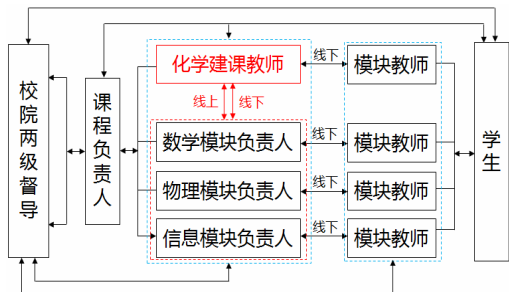 校院两级督导
课程负责人
化学建课教师
线下
模块教师
线上
线下
数学模块负责人
线下
模块教师
物理模块负责人
线下
模块教师
信息模块负责人
线下
模块教师
学生